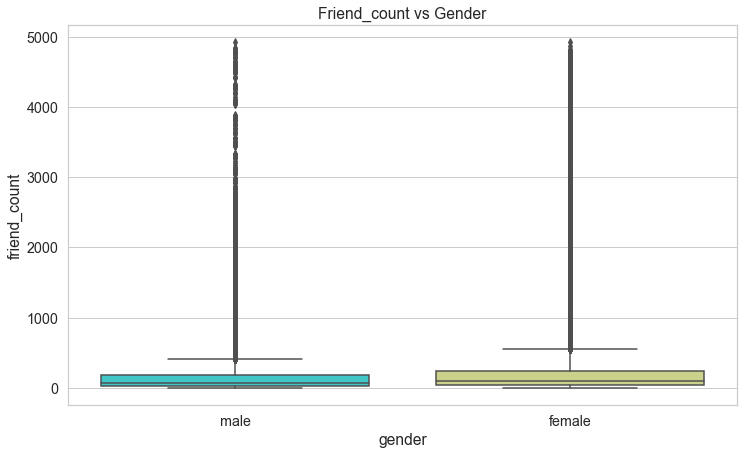 Friend_count vs Gender
5000
4000
3000
2000
1000
0
friend_count
male
female
gender